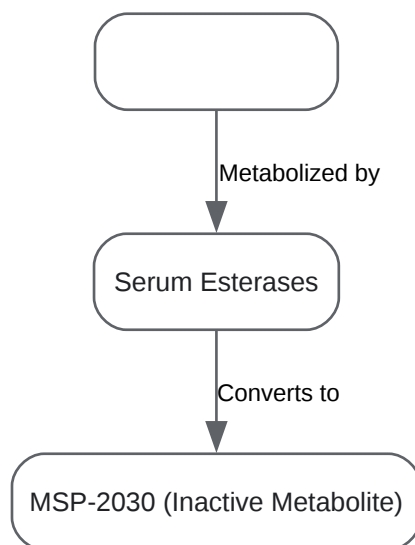 Metabolized by
Serum Esterases
Converts to
MSP-2030 (Inactive Metabolite)